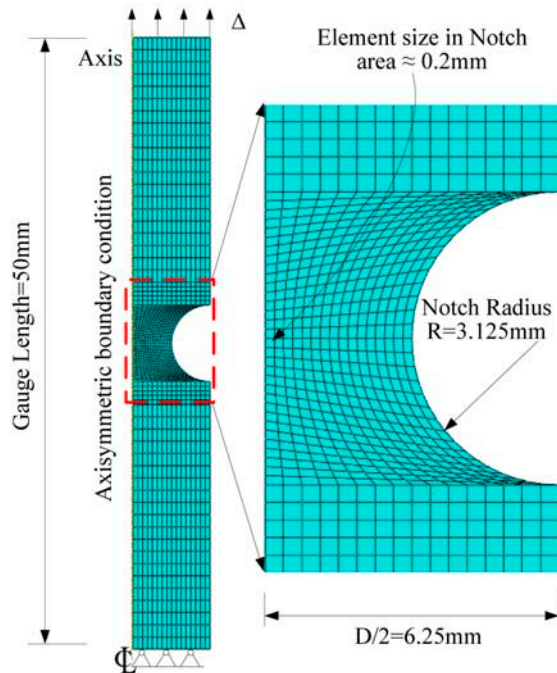 Δ
Axis
Element size in Notch
area ≈ 0.2mm
Gauge Length=50mm
Axisymmetric boundary condition
Notch Radius
R=3.125mm
℄
D/2=6.25mm